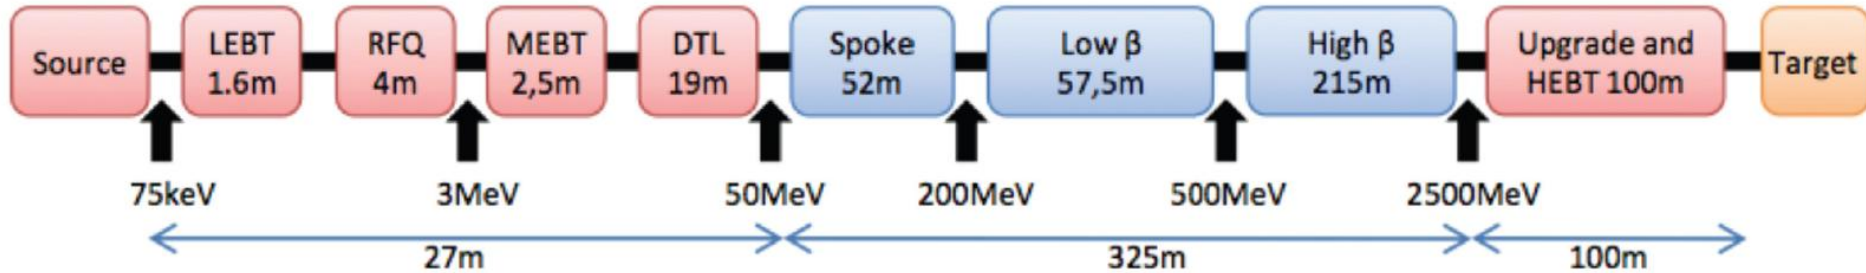 Source
LEBT
1.6m
RFQ
4m
MEBT
2,5m
DTL
19m
Spoke
52m
Low β
57,5m
High β
215m
Upgrade and
HEBT 100m
Target
75keV
3MeV
50MeV
200MeV
500MeV
2500MeV
27m
325m
100m